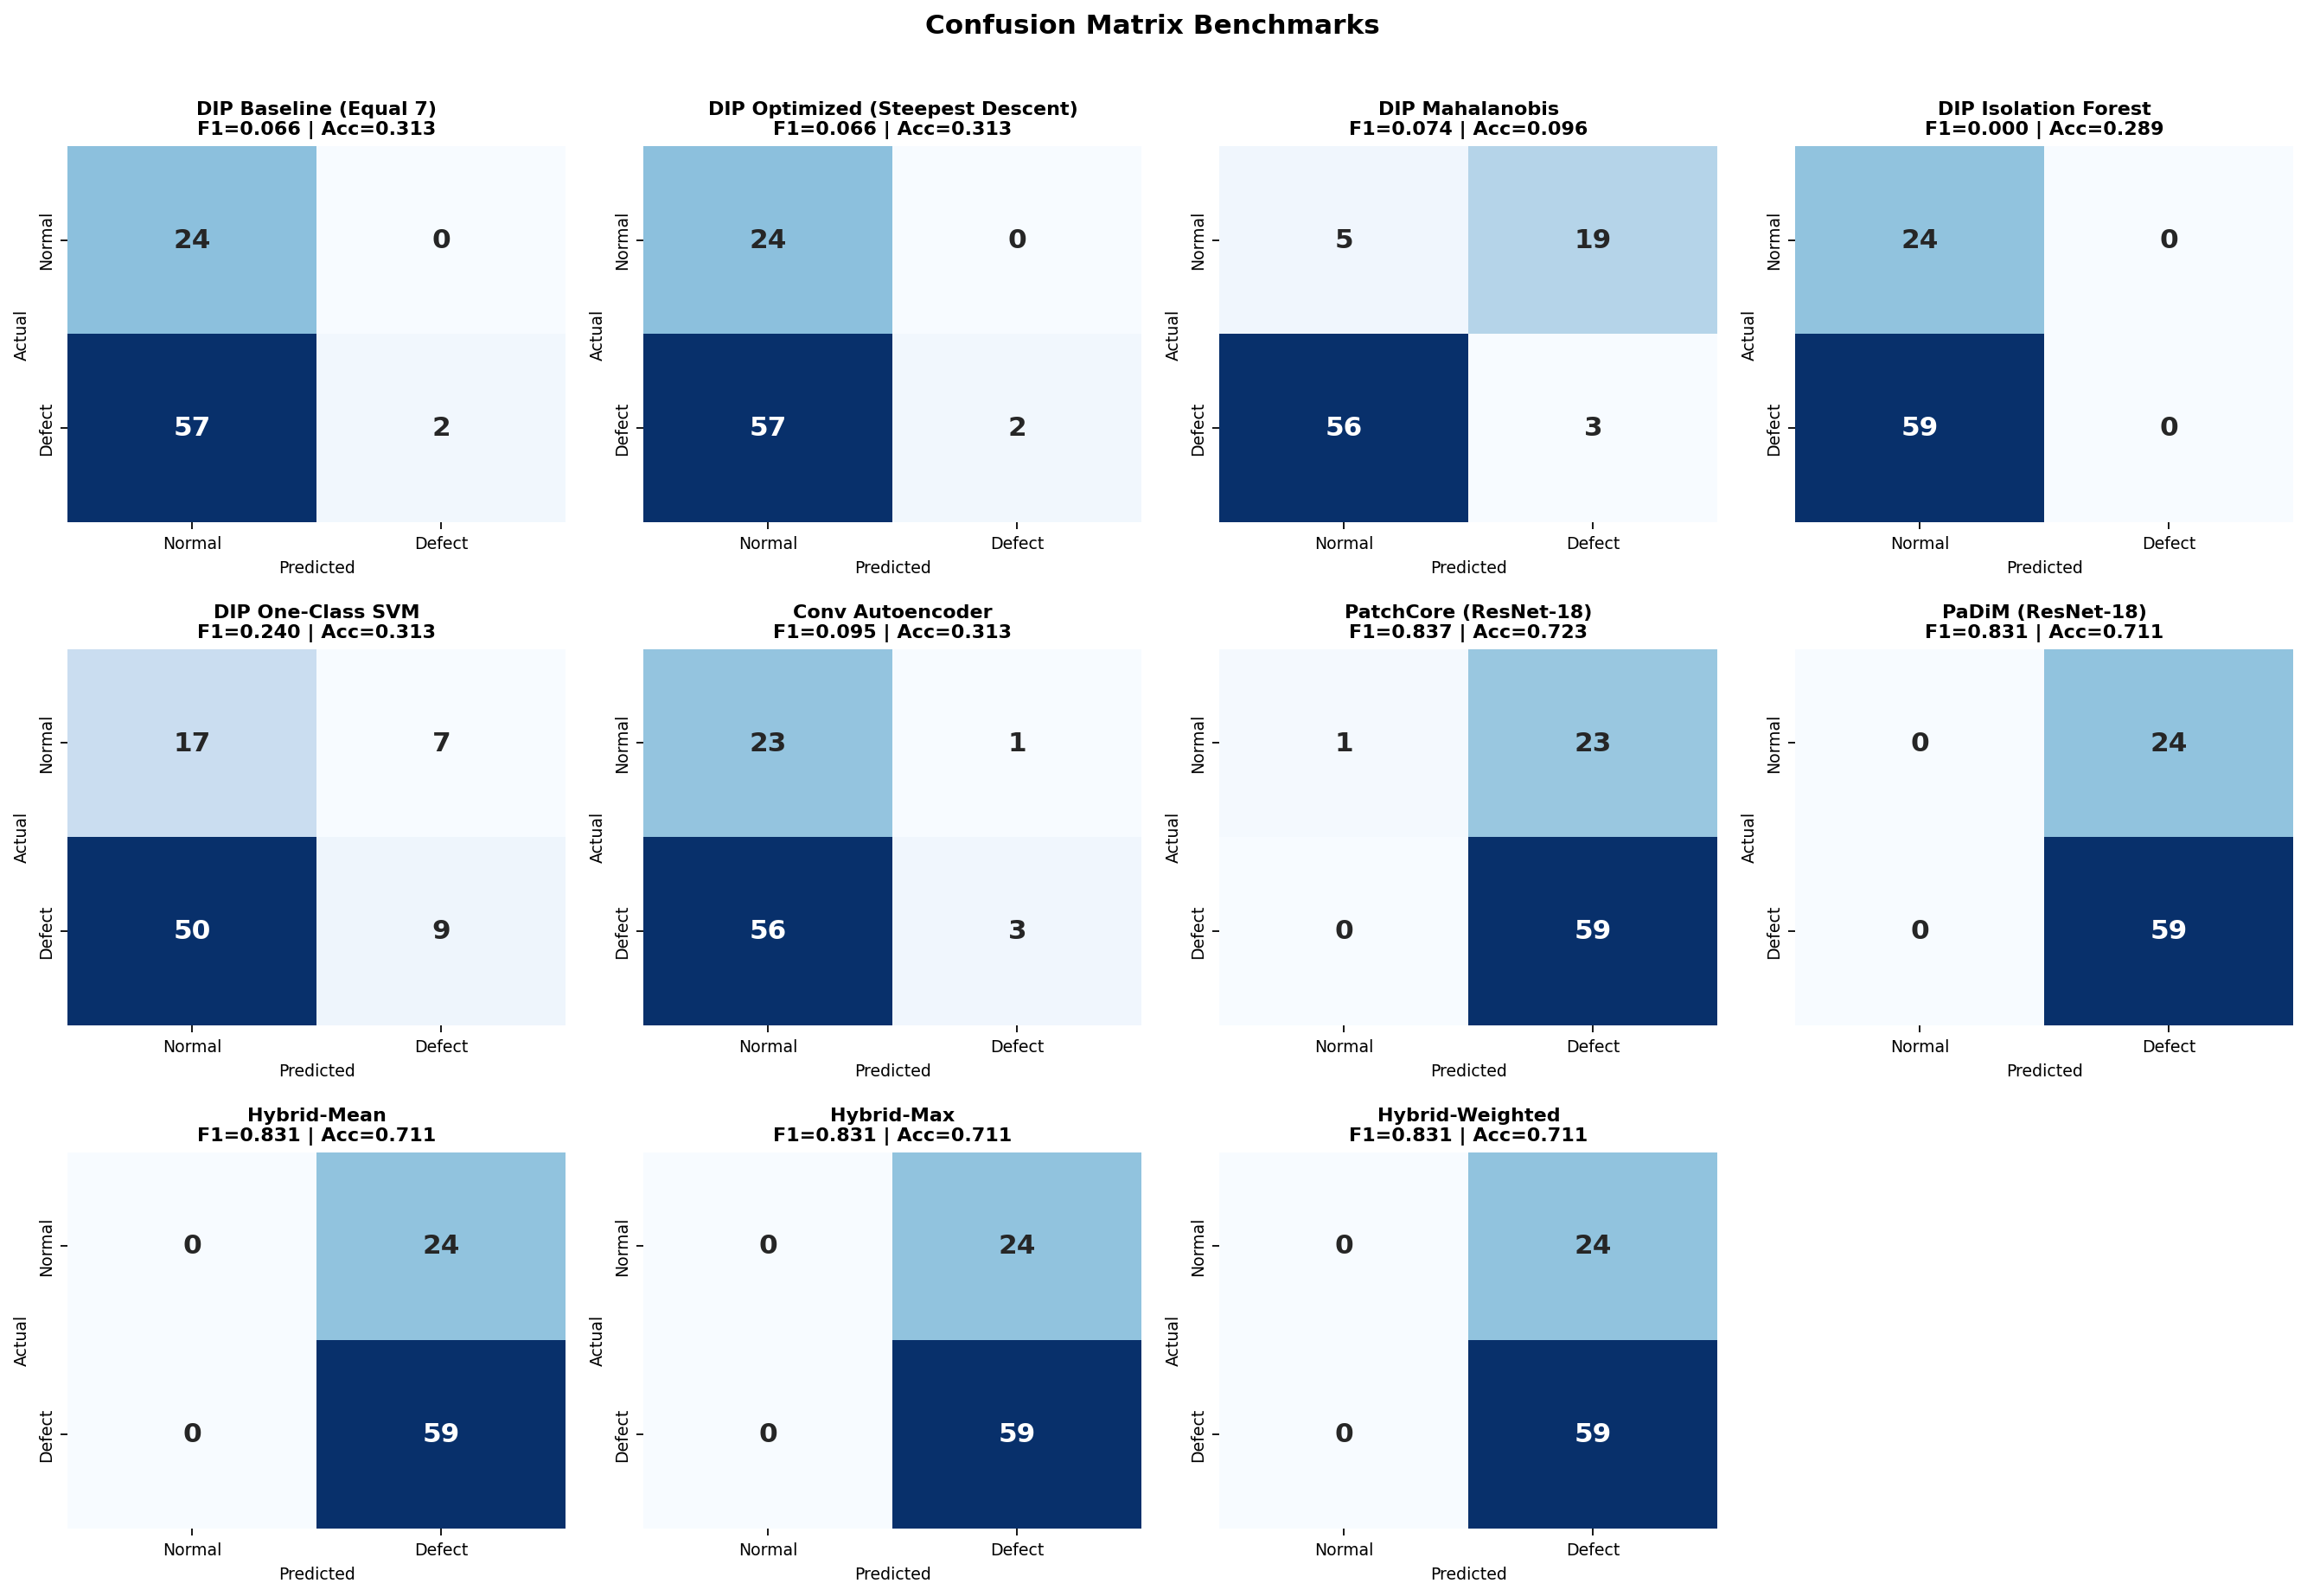 Confusion Matrix Benchmarks
DIP Baseline (Equal 7)
F1=0.066 | Acc=0.313
Actual
Normal
24
0
Defect
57
2
Normal
Defect
Predicted
DIP Optimized (Steepest Descent)
F1=0.066 | Acc=0.313
Actual
Normal
24
0
Defect
57
2
Normal
Defect
Predicted
DIP Mahalanobis
F1=0.074 | Acc=0.096
Actual
Normal
5
19
Defect
56
3
Normal
Defect
Predicted
DIP Isolation Forest
F1=0.000 | Acc=0.289
Actual
Normal
24
0
Defect
59
0
Normal
Defect
Predicted
DIP One-Class SVM
F1=0.240 | Acc=0.313
Actual
Normal
17
7
Defect
50
9
Normal
Defect
Predicted
Conv Autoencoder
F1=0.095 | Acc=0.313
Actual
Normal
23
1
Defect
56
3
Normal
Defect
Predicted
PatchCore (ResNet-18)
F1=0.837 | Acc=0.723
Actual
Normal
1
23
Defect
0
59
Normal
Defect
Predicted
PaDiM (ResNet-18)
F1=0.831 | Acc=0.711
Actual
Normal
0
24
Defect
0
59
Normal
Defect
Predicted
Hybrid-Mean
F1=0.831 | Acc=0.711
Actual
Normal
0
24
Defect
0
59
Normal
Defect
Predicted
Hybrid-Max
F1=0.831 | Acc=0.711
Actual
Normal
0
24
Defect
0
59
Normal
Defect
Predicted
Hybrid-Weighted
F1=0.831 | Acc=0.711
Actual
Normal
0
24
Defect
0
59
Normal
Defect
Predicted